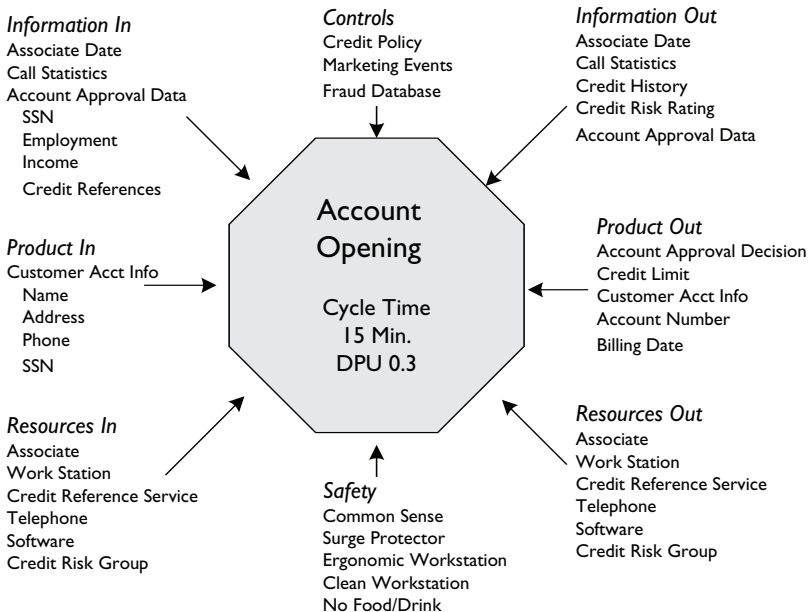 Information In
Associate Date
Call Statistics
Account Approval Data
SSN
Employment
Income
Credit References
Controls
Credit Policy
Marketing Events
Fraud Database
Information Out
Associate Date
Call Statistics
Credit History
Credit Risk Rating
Account Approval Data
Product In
Customer Acct Info
Name
Address
Phone
SSN
Account
Opening
Cycle Time
15 Min.
DPU 0.3
Product Out
Account Approval Decision
Credit Limit
Customer Acct Info
Account Number
Billing Date
Resources In
Associate
Work Station
Credit Reference Service
Telephone
Software
Credit Risk Group
Safety
Common Sense
Surge Protector
Ergonomic Workstation
Clean Workstation
No Food/Drink
Resources Out
Associate
Work Station
Credit Reference Service
Telephone
Software
Credit Risk Group